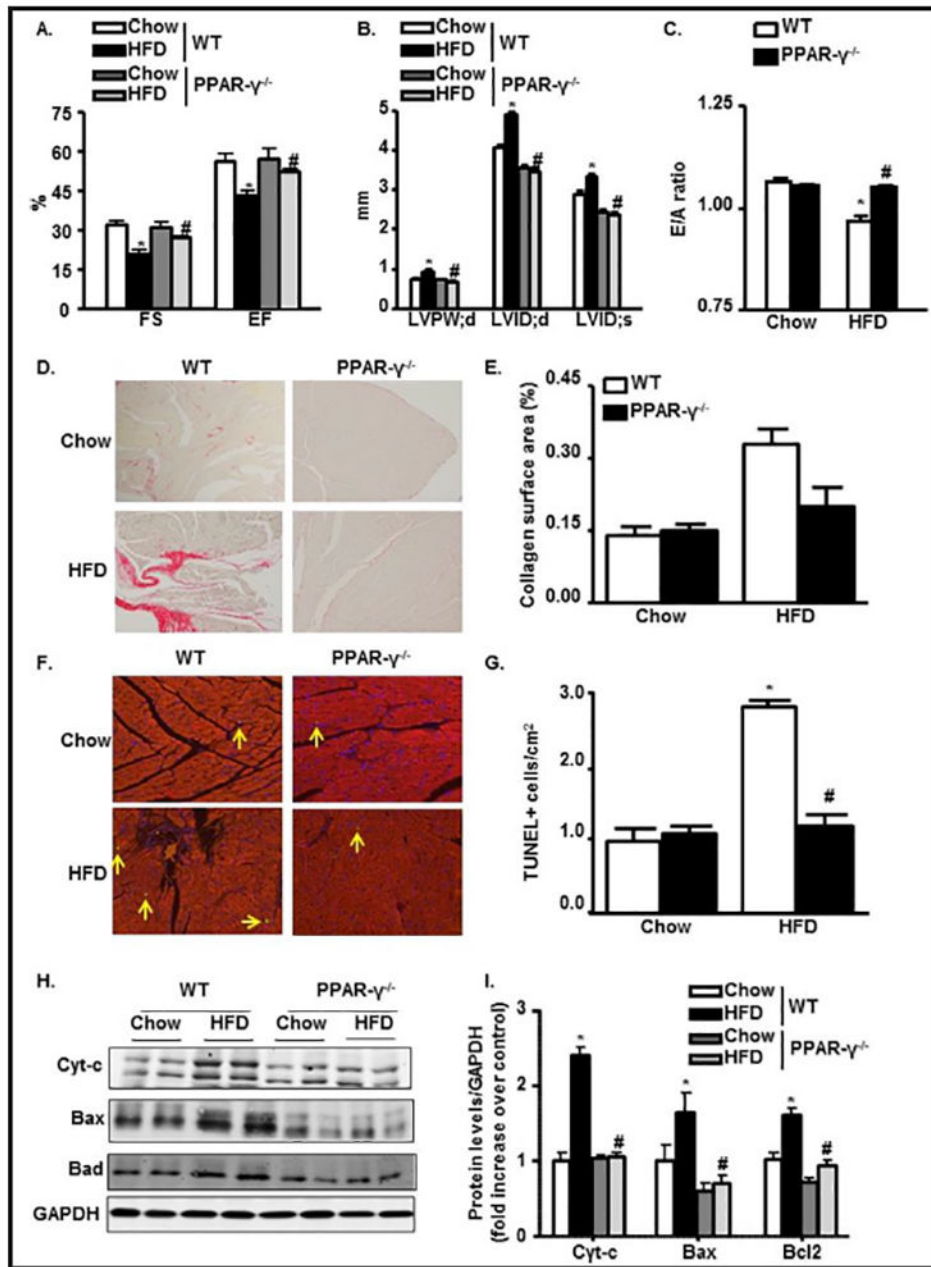 A.
Chow
HFD
WT
Chow
HFD
PPAR-γ-/-
75
60
45
30
15
0
%
*
#
*
#
FS
EF
B.
Chow
HFD
WT
Chow
HFD
PPAR-γ-/-
5
4
3
2
1
0
mm
*
#
*
#
*
#
LVPW;d
LVID;d
LVID;s
C.
WT
PPAR-γ-/-
1.25
1.00
0.75
E/A ratio
*
#
Chow
HFD
D.
WT
PPAR-γ-/-
Chow
HFD
E.
WT
PPAR-γ-/-
0.45
0.30
0.15
0.00
Collagen surface area (%)
Chow
HFD
F.
WT
PPAR-γ-/-
Chow
HFD
G.
3.0
2.0
1.0
0.0
TUNEL+ cells/cm2
*
#
Chow
HFD
H.
WT
PPAR-γ-/-
Chow
HFD
Chow
HFD
Cyt-c
Bax
Bad
GAPDH
I.
Chow
HFD
WT
Chow
HFD
PPAR-γ-/-
3
2
1
0
Protein levels/GAPDH
(fold increase over control)
*
#
*
#
*
#
Cyt-c
Bax
Bcl2